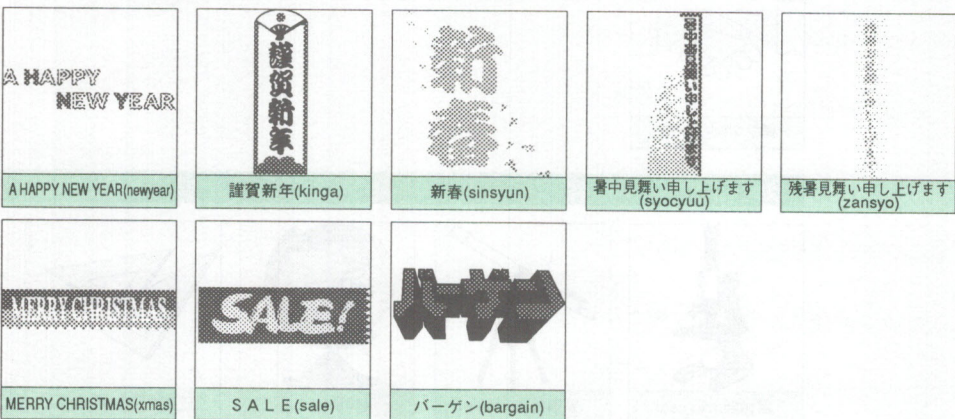 A HAPPY
NEW YEAR
A HAPPY NEW YEAR(newyear)
謹賀新年
謹賀新年(kinga)
新春
新春(sinsyun)
暑中見舞い申し上げます
暑中見舞い申し上げます
(syocyuu)
残暑見舞い申し上げます
(zansyo)
MERRY CHRISTMAS
MERRY CHRISTMAS(xmas)
SALE!
S A L E(sale)
バーゲン
バーゲン(bargain)